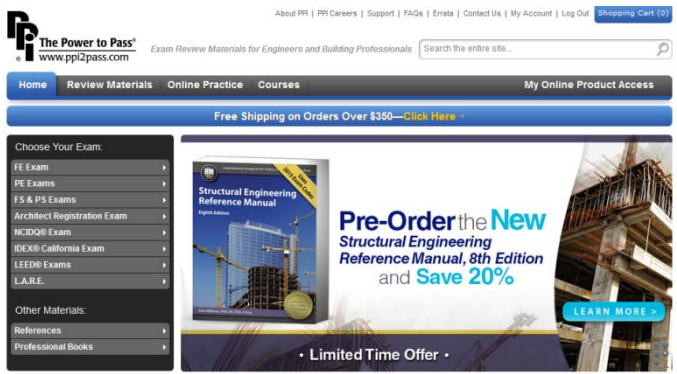 About PPI | PPI Careers | Support | FAQs | Errata | Contact Us | My Account | Log Out
Shopping Cart (0)
The Power to Pass®
www.ppi2pass.com
Exam Review Materials for Engineers and Building Professionals
Search the entire site...
Home Review Materials Online Practice Courses My Online Product Access
Free Shipping on Orders Over $350—Click Here
Choose Your Exam:
FE Exam
PE Exams
FS & PS Exams
Architect Registration Exam
NCIDQ® Exam
IDEX® California Exam
LEED® Exams
L.A.R.E.
Other Materials:
References
Professional Books
Uses
2015 Exam Codes
Structural Engineering
Reference Manual
Eighth Edition
Pre-Order the New
Structural Engineering
Reference Manual, 8th Edition
and Save 20%
LEARN MORE >
• Limited Time Offer •